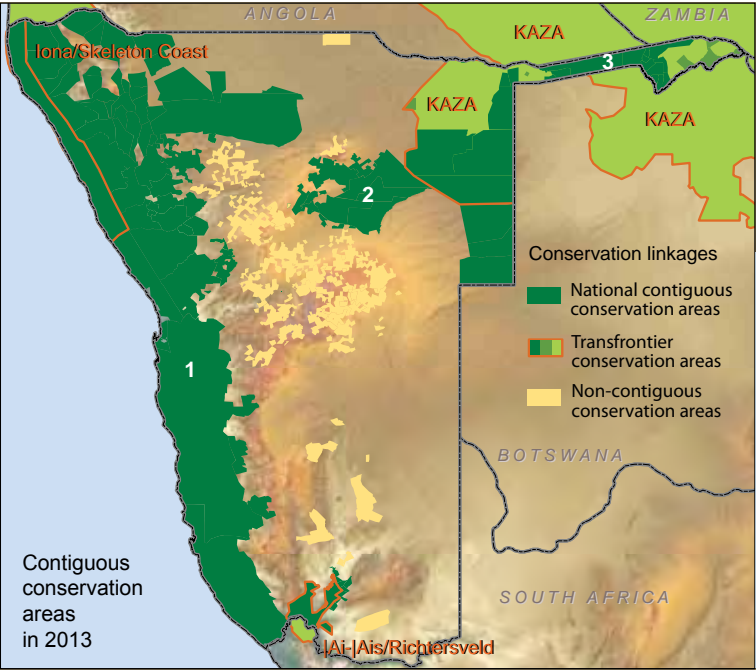 ANGOLA
ZAMBIA
KAZA
Iona/Skeleton Coast
3
KAZA
KAZA
2
Conservation linkages
National contiguous
conservation areas
Transfrontier
conservation areas
1
Non-contiguous
conservation areas
BOTSWANA
Contiguous
conservation
areas
in 2013
SOUTH AFRICA
|Ai-|Ais/Richtersveld